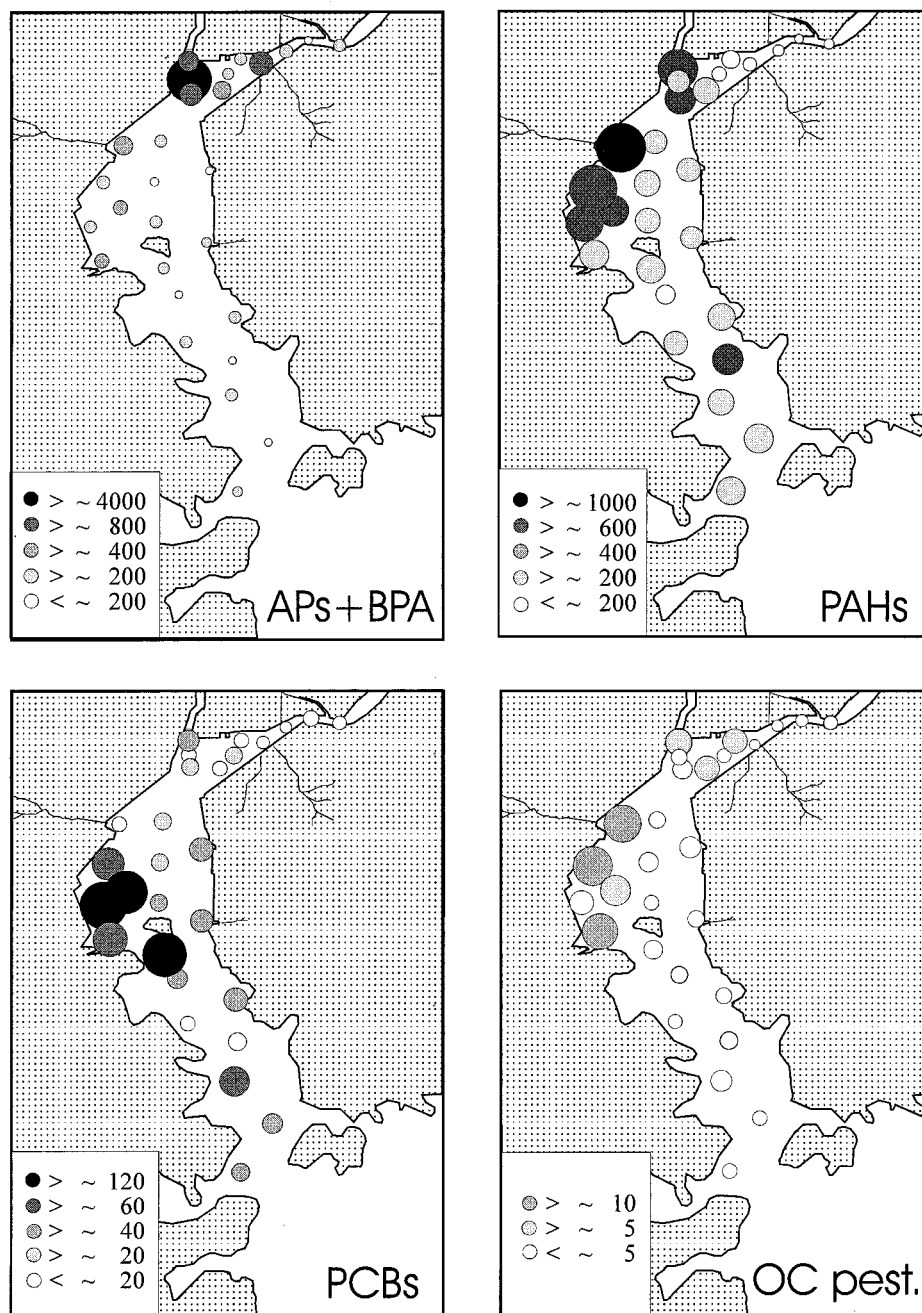 > ~ 4000
> ~ 800
> ~ 400
> ~ 200
< ~ 200
APs+BPA
> ~ 1000
> ~ 600
> ~ 400
> ~ 200
< ~ 200
PAHs
> ~ 120
> ~ 60
> ~ 40
> ~ 20
< ~ 20
PCBs
> ~ 10
> ~ 5
< ~ 5
OC pest.